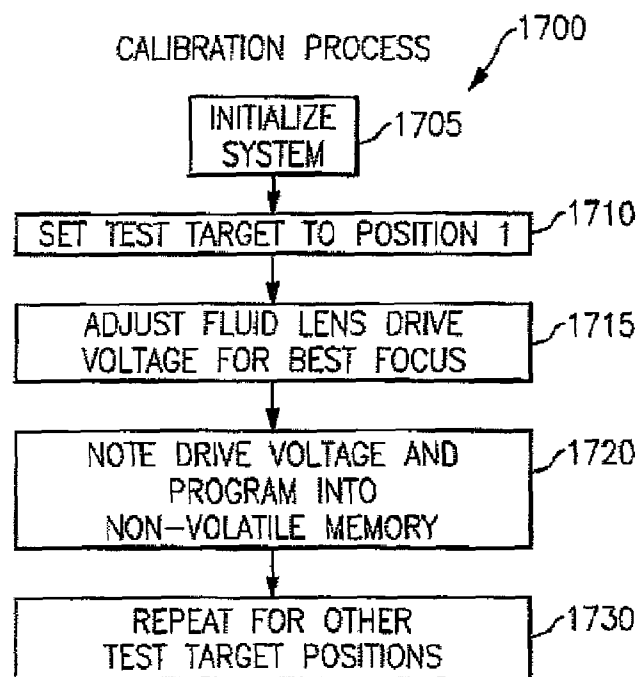 CALIBRATION PROCESS
1700
INITIALIZE
SYSTEM
1705
SET TEST TARGET TO POSITION 1
1710
ADJUST FLUID LENS DRIVE
VOLTAGE FOR BEST FOCUS
1715
NOTE DRIVE VOLTAGE AND
PROGRAM INTO
NON-VOLATILE MEMORY
1720
REPEAT FOR OTHER
TEST TARGET POSITIONS
1730